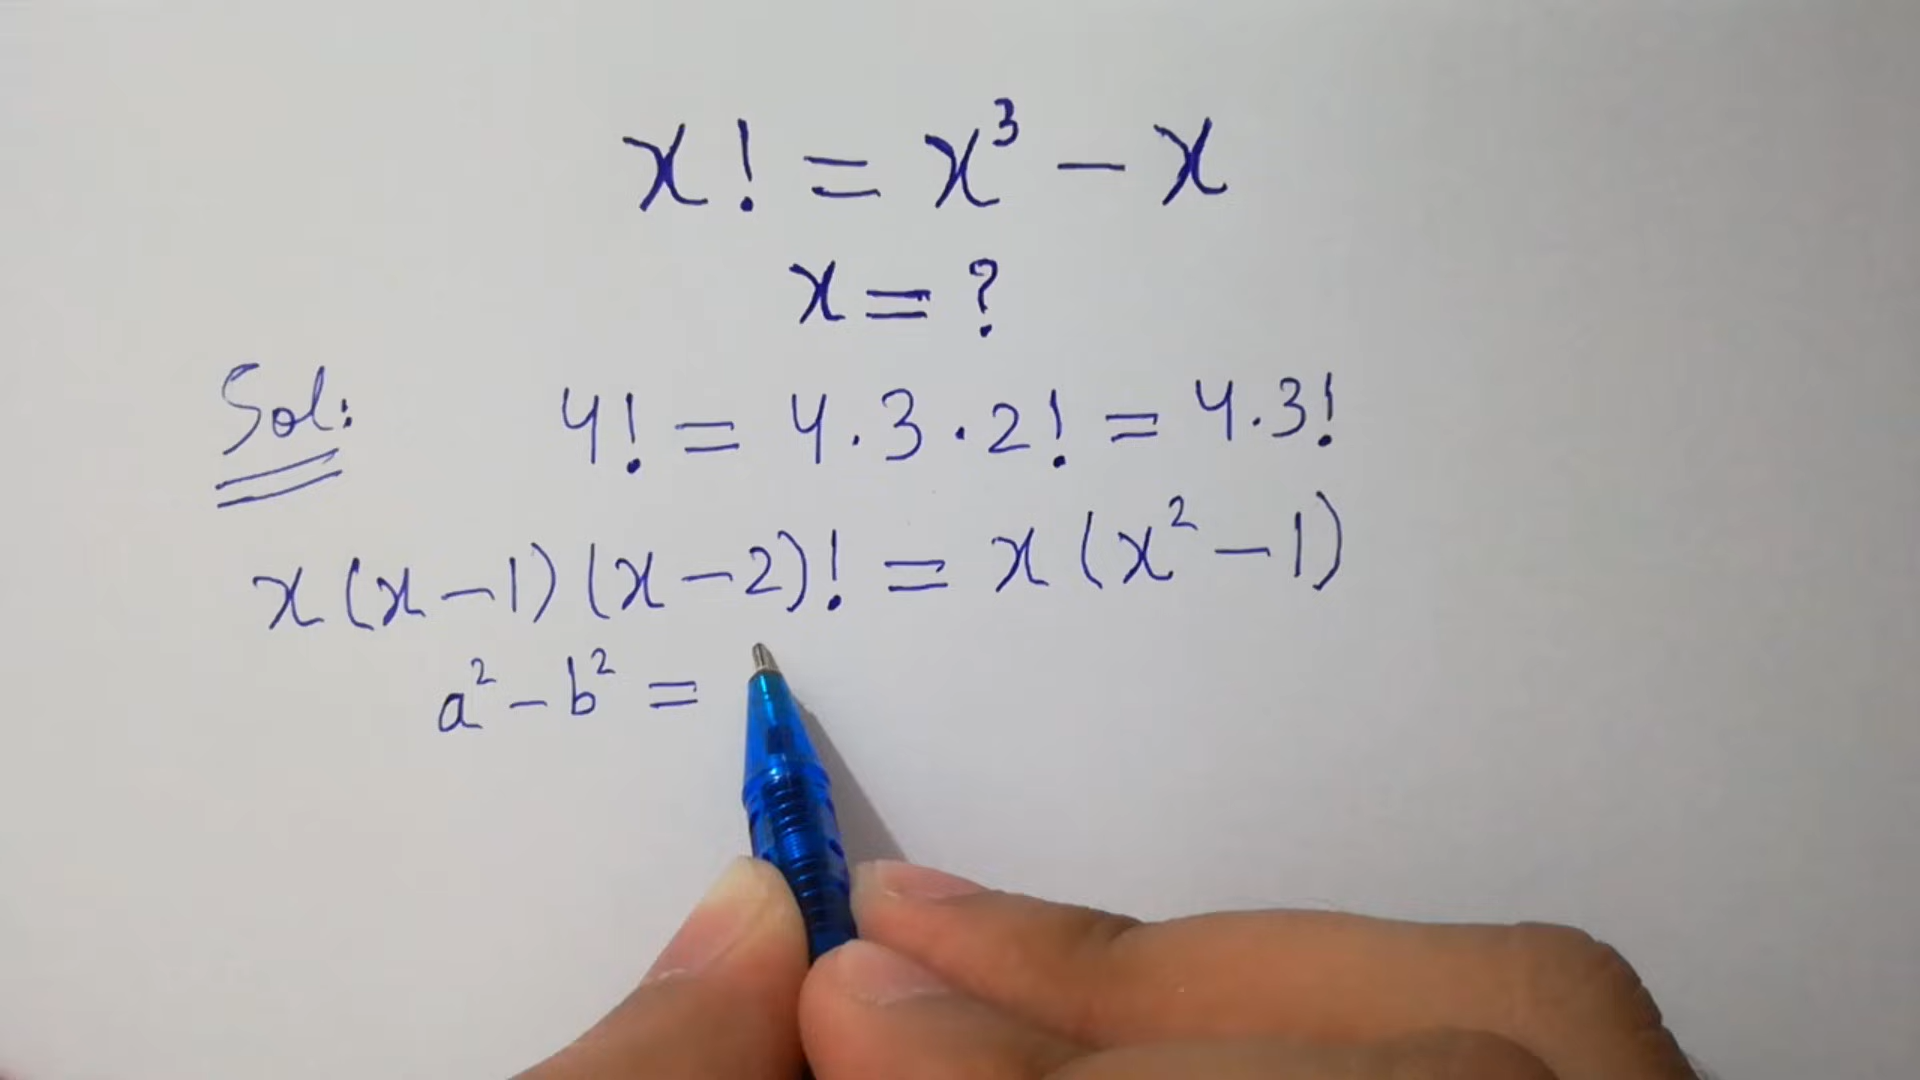 x! = x³ - x
x = ?
Sol: 4! = 4.3.2! = 4.3!
x(x-1)(x-2)! = x(x²-1)
a² - b² =